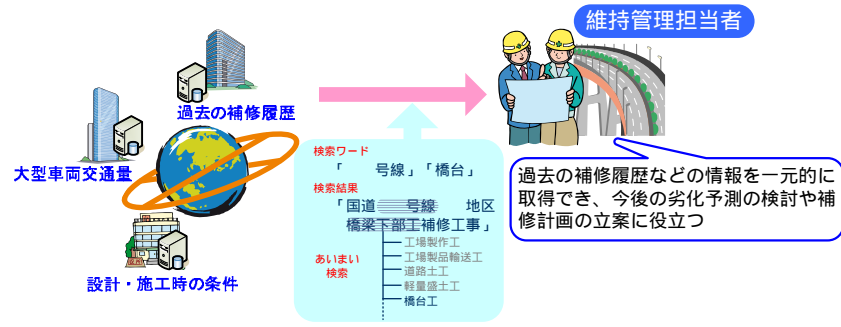 維持管理担当者
過去の補修履歴
大型車両交通量
設計・施工時の条件
検索ワード
「　　号線」「橋台」
検索結果
「国道　　号線　　地区
橋梁下部工補修工事」
あいまい
検索
工場製作工
工場製品輸送工
道路土工
軽量盛土工
橋台工
過去の補修履歴などの情報を一元的に
取得でき、今後の劣化予測の検討や補
修計画の立案に役立つ